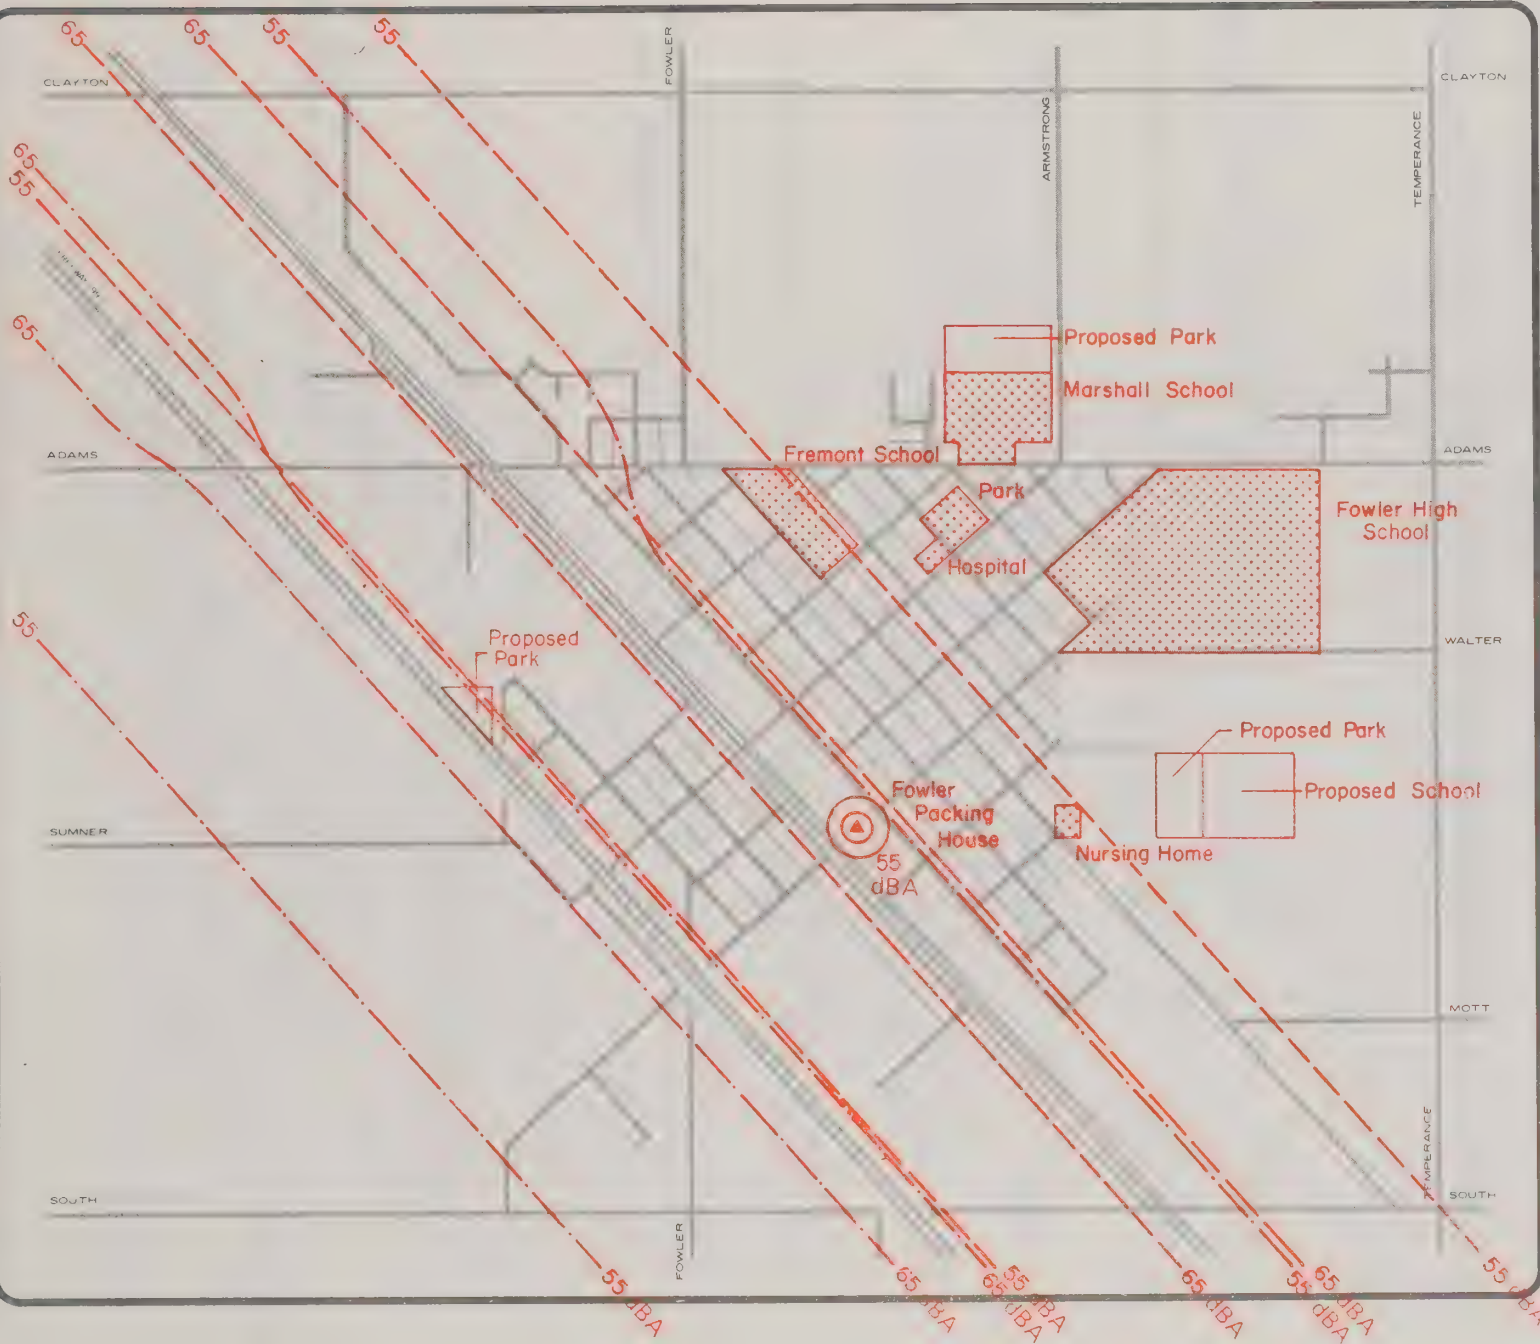 65
65
55
55
CLAYTON
FOWLER
ARMSTRONG
TEMPERANCE
CLAYTON
65
55
65
Proposed Park
Marshall School
ADAMS
Fremont School
ADAMS
Park
Fowler High
School
Hospital
55
Proposed
Park
WALTER
Proposed Park
Fowler
Packing
House
Proposed School
55
dBA
Nursing Home
SUMNER
MOTT
TEMPERANCE
SOUTH
SOUTH
FOWLER
55 dBA
65 dBA
65 dBA
55 dBA
65 dBA
55 dBA
65 dBA
55 dBA